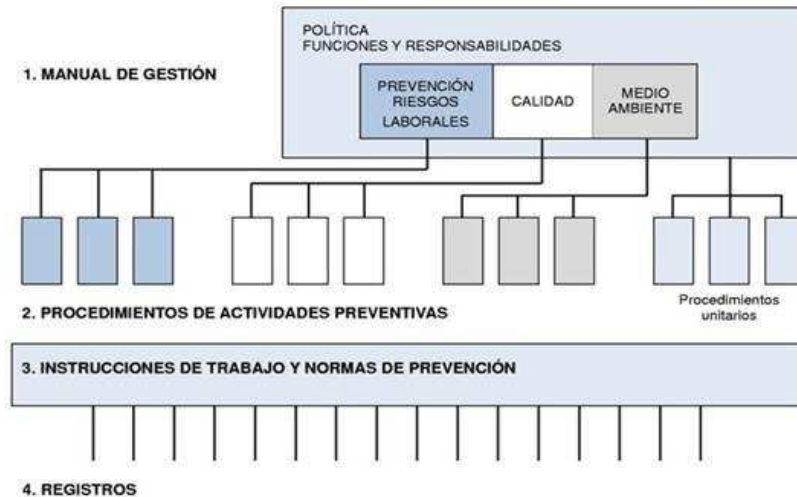 POLÍTICA
FUNCIONES Y RESPONSABILIDADES
1. MANUAL DE GESTIÓN
PREVENCIÓN
RIESGOS
LABORALES
CALIDAD
MEDIO
AMBIENTE
2. PROCEDIMIENTOS DE ACTIVIDADES PREVENTIVAS
Procedimientos
unitarios
3. INSTRUCCIONES DE TRABAJO Y NORMAS DE PREVENCIÓN
4. REGISTROS